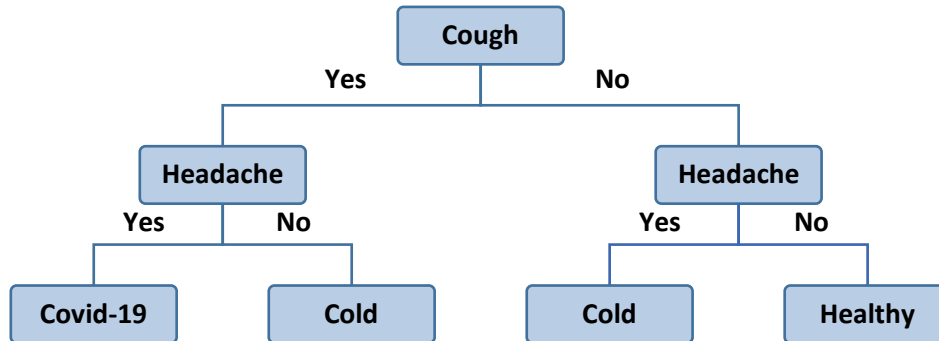 Cough
Yes No
Headache Headache
Yes No Yes No
Covid-19 Cold Cold Healthy